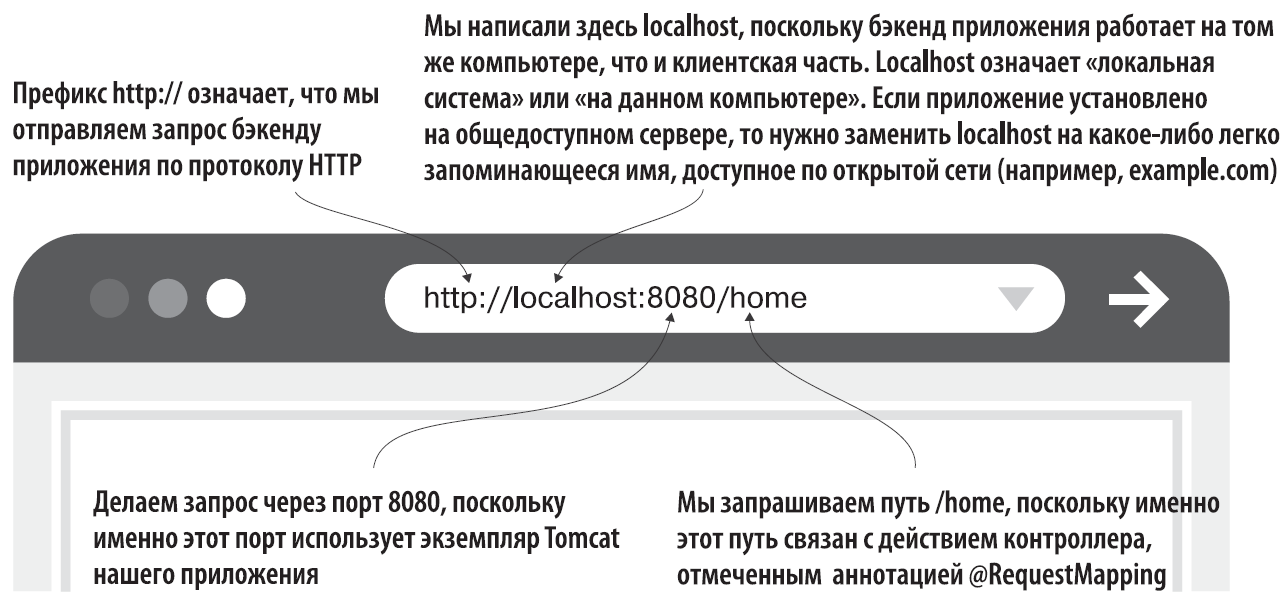 Мы написали здесь localhost, поскольку бэкенд приложения работает на том
же компьютере, что и клиентская часть. Localhost означает «локальная
система» или «на данном компьютере». Если приложение установлено
на общедоступном сервере, то нужно заменить localhost на какое-либо легко
запоминающееся имя, доступное по открытой сети (например, example.com)
Префикс http:// означает, что мы
отправляем запрос бэкенду
приложения по протоколу HTTP
http://localhost:8080/home
Делаем запрос через порт 8080, поскольку
именно этот порт использует экземпляр Tomcat
нашего приложения
Мы запрашиваем путь /home, поскольку именно
этот путь связан с действием контроллера,
отмеченным аннотацией @RequestMapping